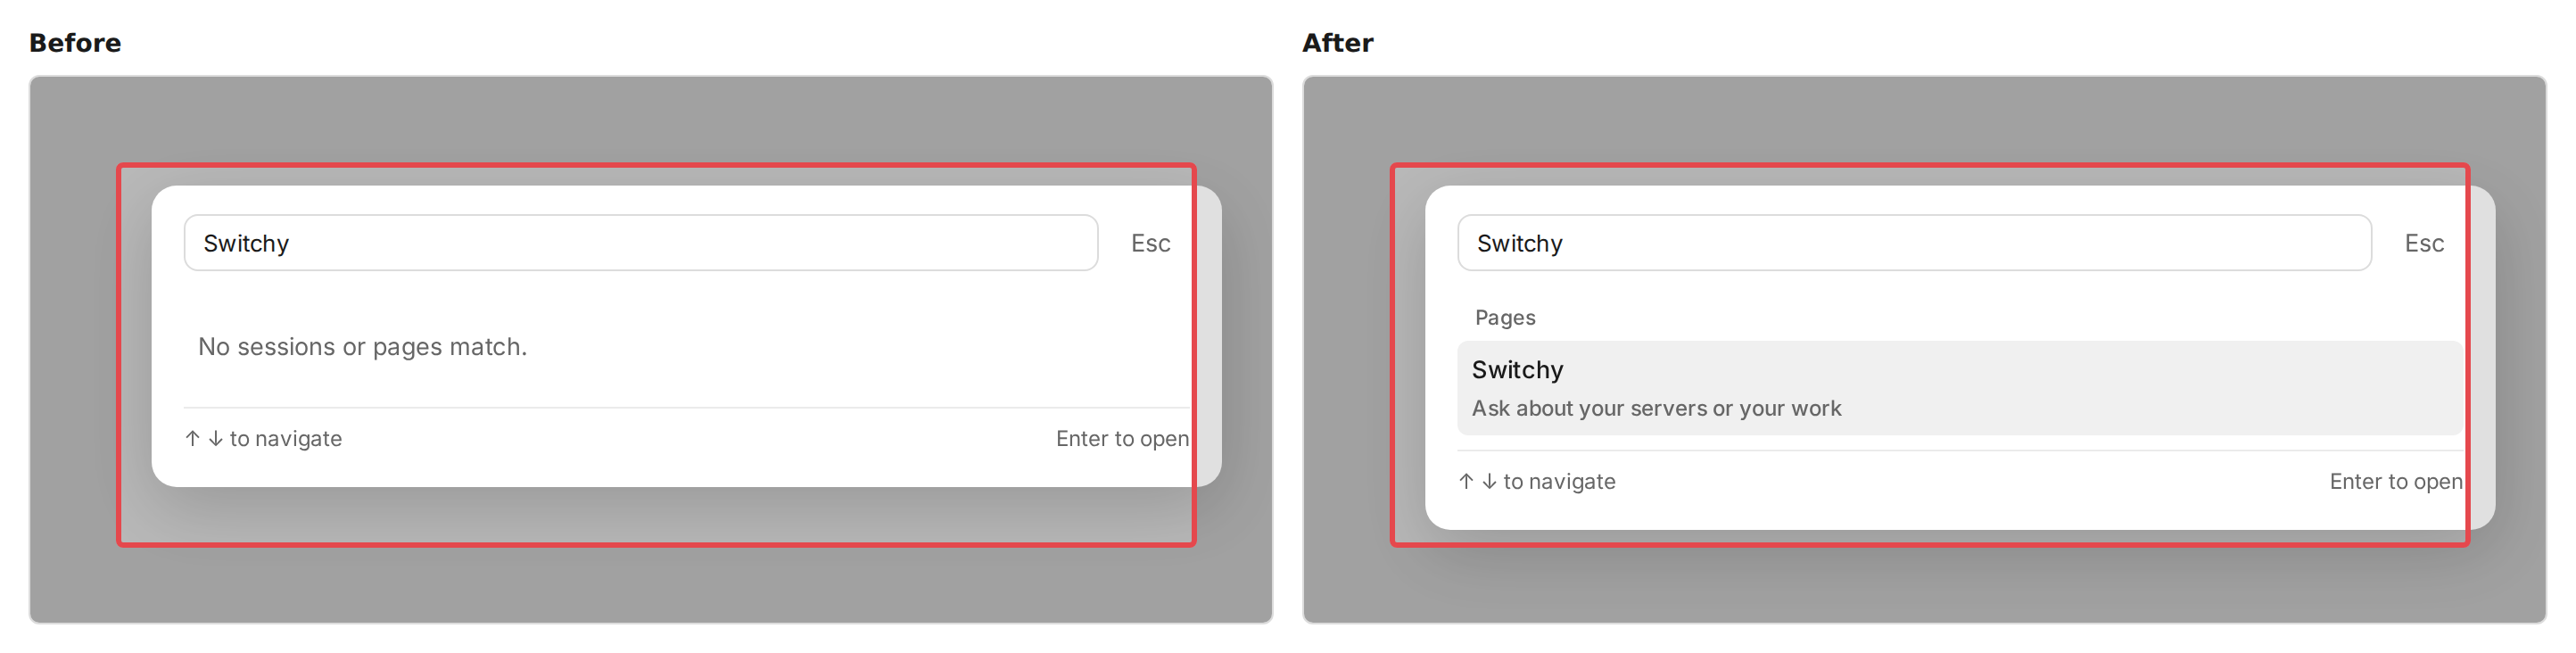 Before
Switchy
Esc
No sessions or pages match.
↑ ↓ to navigate
Enter to open
After
Switchy
Esc
Pages
Switchy
Ask about your servers or your work
↑ ↓ to navigate
Enter to open